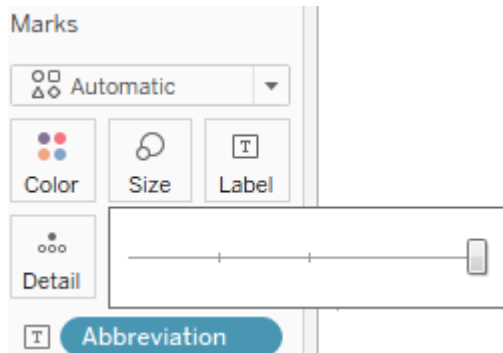 Marks
Automatic
Color Size Label
Detail
T Abbreviation